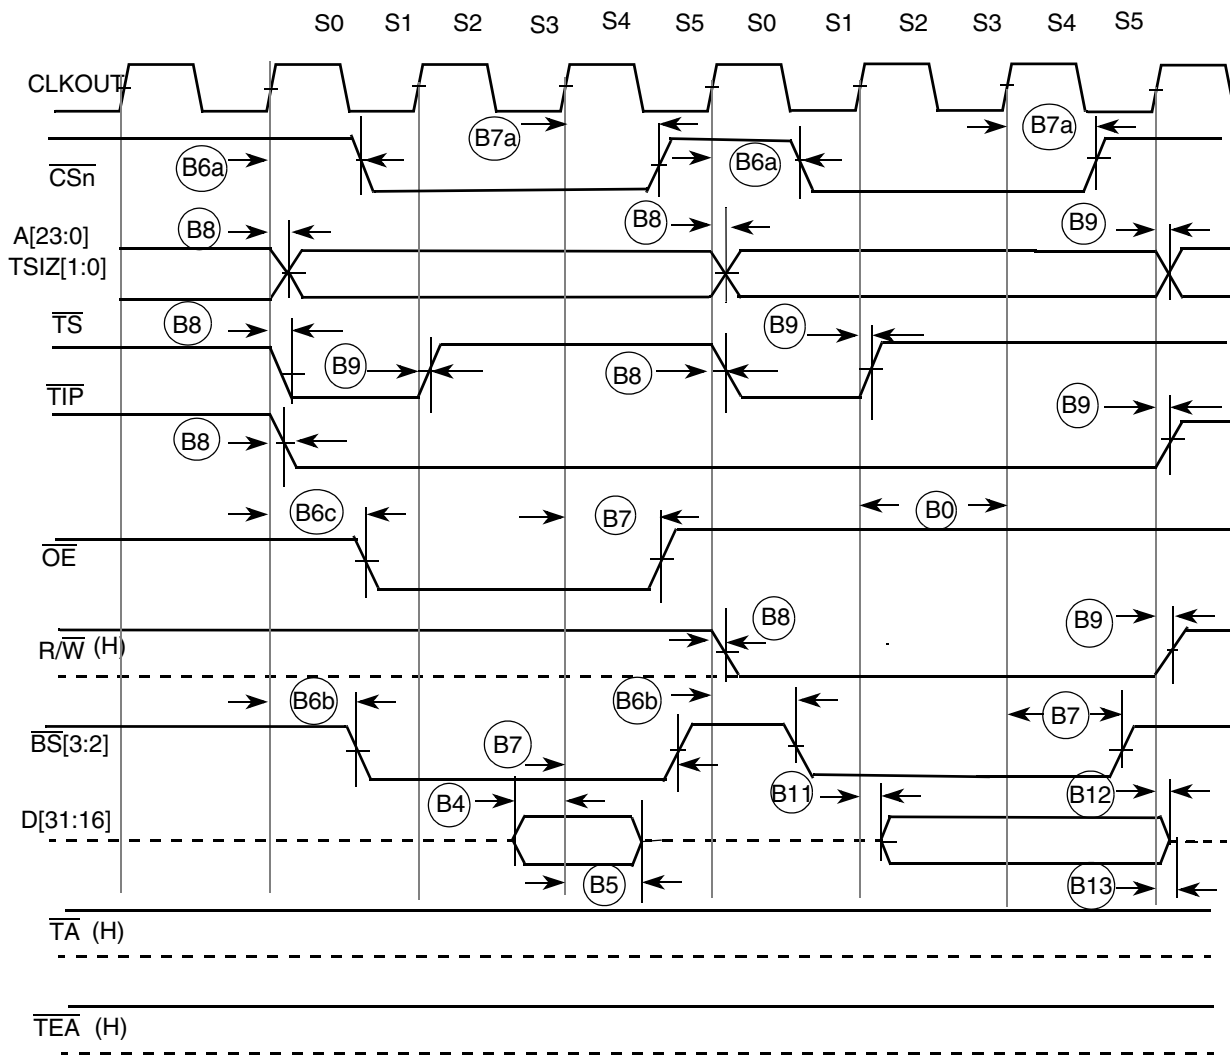 S0 S1 S2 S3 S4 S5 S0 S1 S2 S3 S4 S5
CLKOUT
B7a B7a
CSn B6a B6a
A[23:0] B8 B8 B9
TSIZ[1:0]
TS B8 B9
B9 B8
TIP B9
B8
B6c B7 B0
OE
R/W (H) B8 B9
B6b B6b
BS[3:2] B7 B7
B4 B11 B12
D[31:16]
B5 B13
TA (H)
TEA (H)